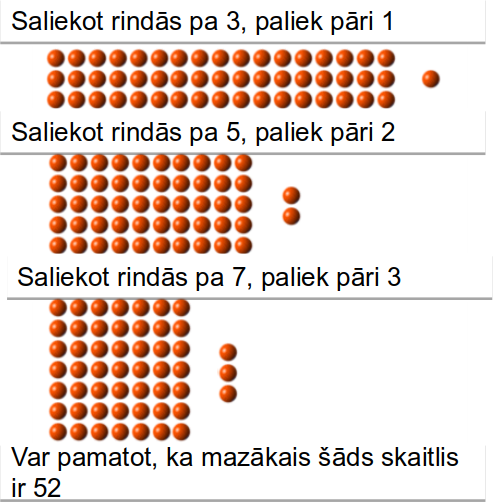 Saliekot rindās pa 3, paliek pāri 1
Saliekot rindās pa 5, paliek pāri 2
Saliekot rindās pa 7, paliek pāri 3
Var pamatot, ka mazākais šāds skaitlis
ir 52